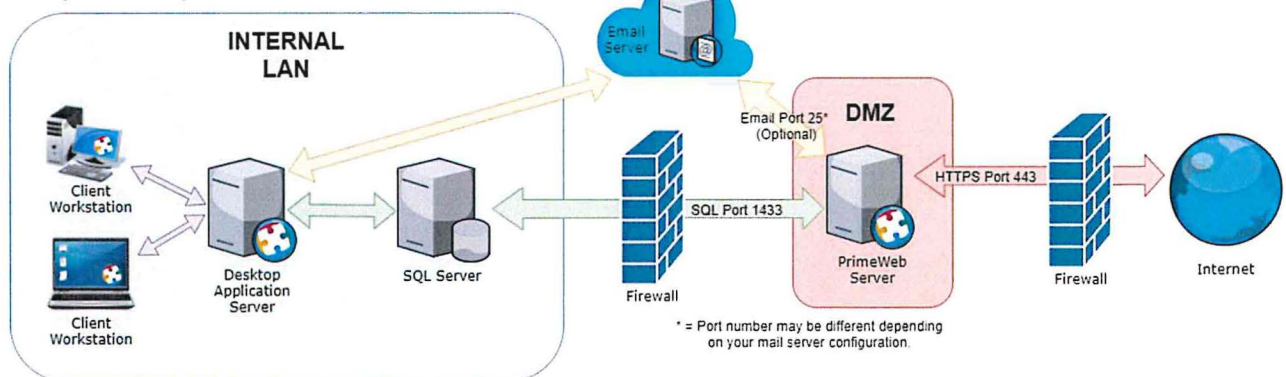 INTERNAL
LAN
Email
Server
DMZ
Email Port 25*
(Optional)
Client
Workstation
HTTPS Port 443
SQL Port 1433
Desktop
Application
Server
SQL Server
PrimeWeb
Server
Firewall
Firewall
Internet
Client
Workstation
* = Port number may be different depending
on your mail server configuration.